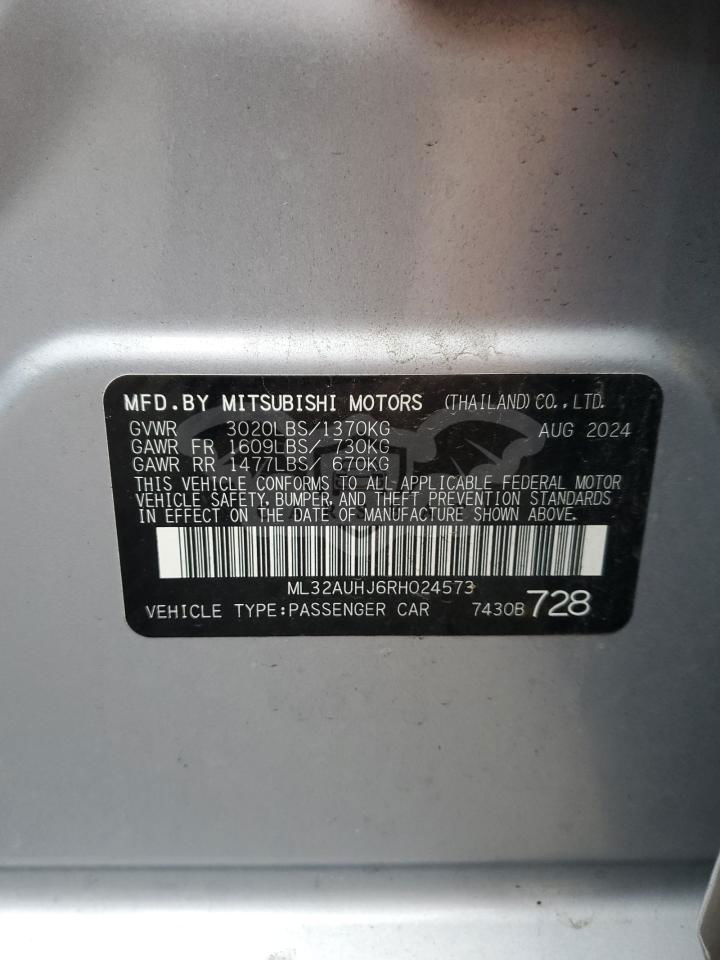 MFD.BY MITSUBISHI MOTORS (THAILAND)CO.,LTD.
GVWR 3020LBS/1370KG AUG 2024
GAWR FR 1609LBS/ 730KG
GAWR RR 1477LBS/ 670KG
THIS VEHICLE CONFORMS TO ALL APPLICABLE FEDERAL MOTOR
VEHICLE SAFETY, BUMPER, AND THEFT PREVENTION STANDARDS
IN EFFECT ON THE DATE OF MANUFACTURE SHOWN ABOVE.
ML32AUHJ6RH024573
VEHICLE TYPE:PASSENGER CAR 7430B 728